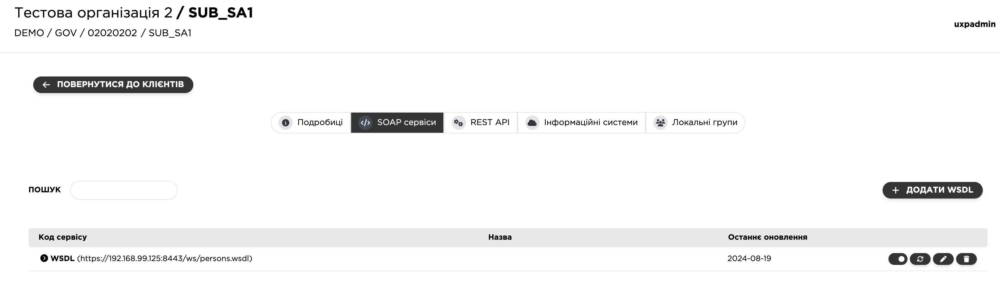 Тестова організація 2 / SUB_SA1
DEMO / GOV / 02020202 / SUB_SA1
uxpadmin
ПОВЕРНУТИСЯ ДО КЛІЄНТІВ
Подробиці
SOAP сервіси
REST API
Інформаційні системи
Локальні групи
ПОШУК
ДОДАТИ WSDL
Код сервісу
Назва
Останнє оновлення
WSDL (https://192.168.99.125:8443/ws/persons.wsdl)
2024-08-19